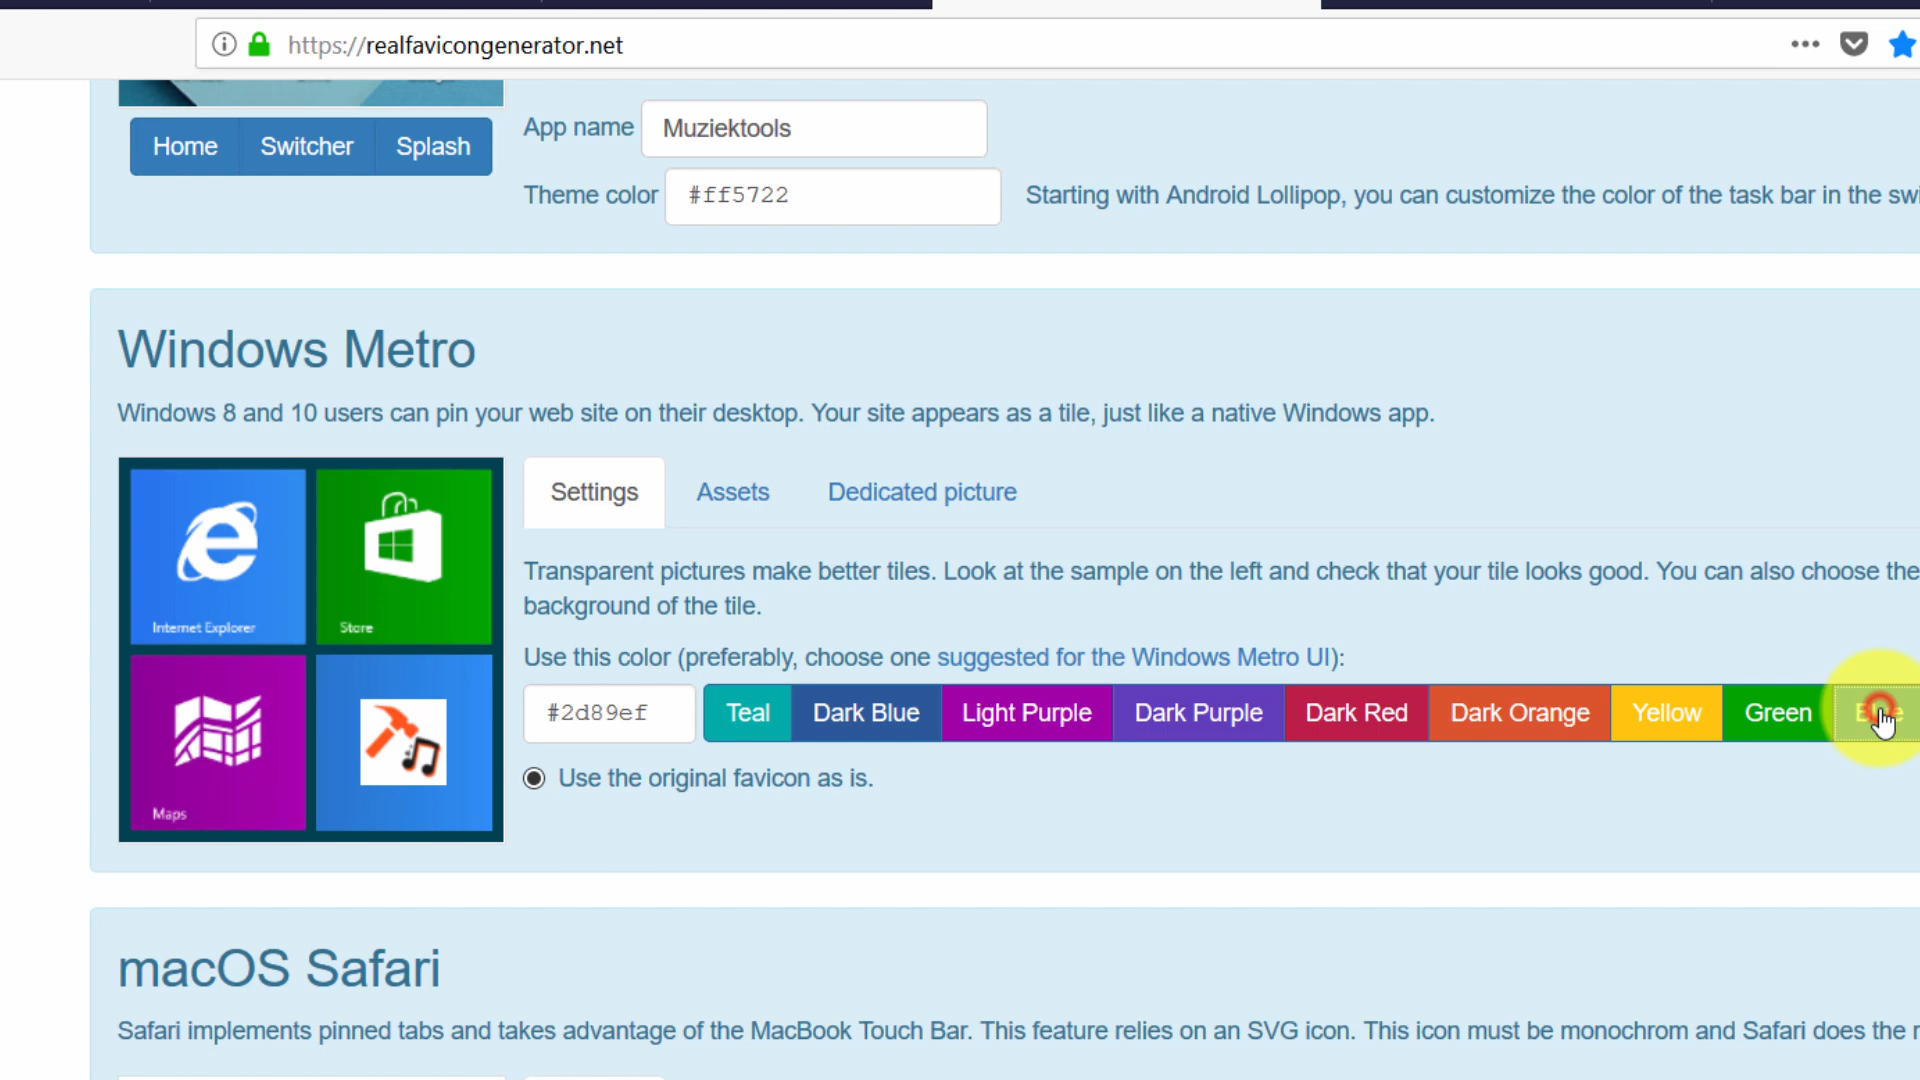 https://realfavicongenerator.net
Home Switcher Splash
App name Muziektools
Theme color #ff5722 Starting with Android Lollipop, you can customize the color of the task bar in the
Windows Metro
Windows 8 and 10 users can pin your web site on their desktop. Your site appears as a tile, just like a native Windows app.
Settings Assets Dedicated picture
Internet Explorer Store
Maps
Transparent pictures make better tiles. Look at the sample on the left and check that your tile looks good. You can also choose the
background of the tile.
Use this color (preferably, choose one suggested for the Windows Metro UI):
#2d89ef Teal Dark Blue Light Purple Dark Purple Dark Red Dark Orange Yellow Green
Use the original favicon as is.
macOS Safari
Safari implements pinned tabs and takes advantage of the MacBook Touch Bar. This feature relies on an SVG icon. This icon must be monochrom and Safari does the